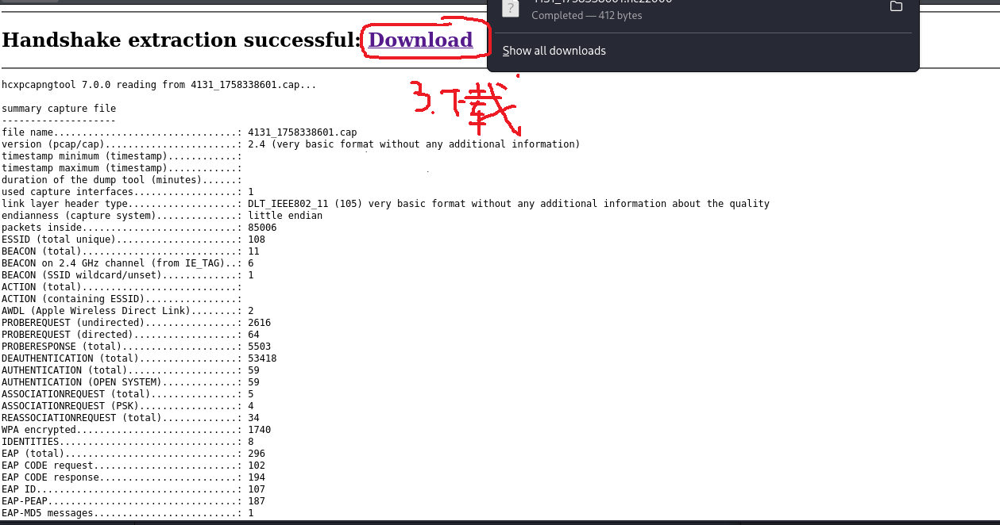 Completed — 412 bytes
Handshake extraction successful: Download
Show all downloads
3.下载
hcxpcapngtool 7.0.0 reading from 4131_1758338601.cap...
summary capture file
--------------------
file name................................: 4131_1758338601.cap
version (pcap/cap).......................: 2.4 (very basic format without any additional information)
timestamp minimum (timestamp)............:
timestamp maximum (timestamp)............:
duration of the dump tool (minutes)......:
used capture interfaces..................: 1
link layer header type...................: DLT_IEEE802_11 (105) very basic format without any additional information about the quality
endianness (capture system)..............: little endian
packets inside...........................: 85006
ESSID (total unique).....................: 108
BEACON (total)...........................: 11
BEACON on 2.4 GHz channel (from IE_TAG)..: 6
BEACON (SSID wildcard/unset).............: 1
ACTION (total)...........................:
ACTION (containing ESSID)................:
AWDL (Apple Wireless Direct Link)........: 2
PROBEREQUEST (undirected)................: 2616
PROBEREQUEST (directed)..................: 64
PROBERESPONSE (total)....................: 5503
DEAUTHENTICATION (total).................: 53418
AUTHENTICATION (total)...................: 59
AUTHENTICATION (OPEN SYSTEM).............: 59
ASSOCIATIONREQUEST (total)...............: 5
ASSOCIATIONREQUEST (PSK).................: 4
REASSOCIATIONREQUEST (total).............: 34
WPA encrypted............................: 1740
IDENTITIES...............................: 8
EAP (total)..............................: 296
EAP CODE request.........................: 102
EAP CODE response........................: 194
EAP ID...................................: 107
EAP-PEAP.................................: 187
EAP-MD5 messages.........................: 1